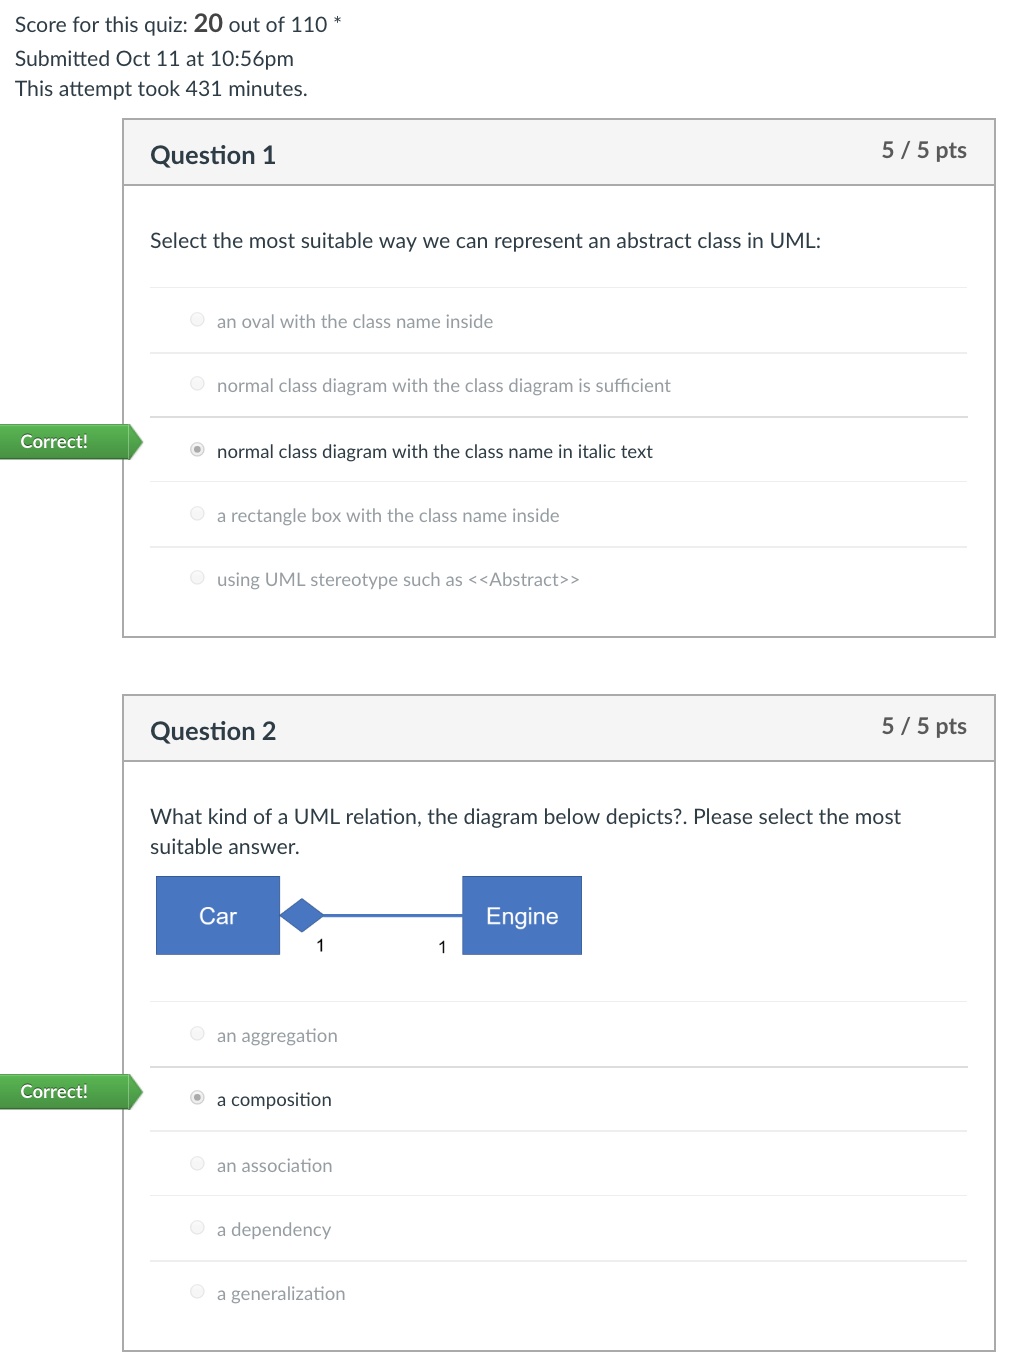 Score for this quiz: 20 out of 110 *
Submitted Oct 11 at 10:56pm
This attempt took 431 minutes.
Question 1
5 / 5 pts
Select the most suitable way we can represent an abstract class in UML:
an oval with the class name inside
normal class diagram with the class diagram is sufficient
Correct!
normal class diagram with the class name in italic text
a rectangle box with the class name inside
using UML stereotype such as <<Abstract>>
Question 2
5 / 5 pts
What kind of a UML relation, the diagram below depicts?. Please select the most
suitable answer.
Car
Engine
1
1
an aggregation
Correct!
a composition
an association
a dependency
a generalization